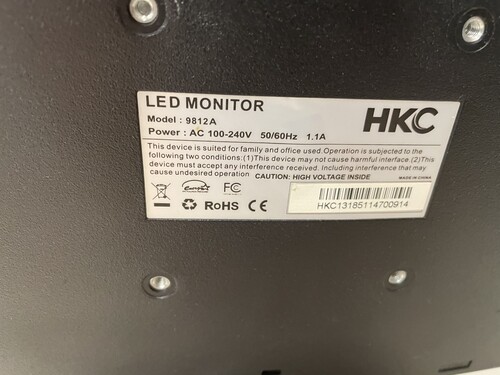 LED MONITOR
HKC
Model : 9812A
Power : AC 100-240V 50/60Hz 1.1A
This device is suited for family and office used.Operation is subjected to the
following two conditions:(1)This device may not cause harmful interface.(2)This
device must accept any interference received. Including interference that may
cause undesired operation CAUTION: HIGH VOLTAGE INSIDE
MADE IN CHINA
FC
RoHS CE
HKC13185114700914